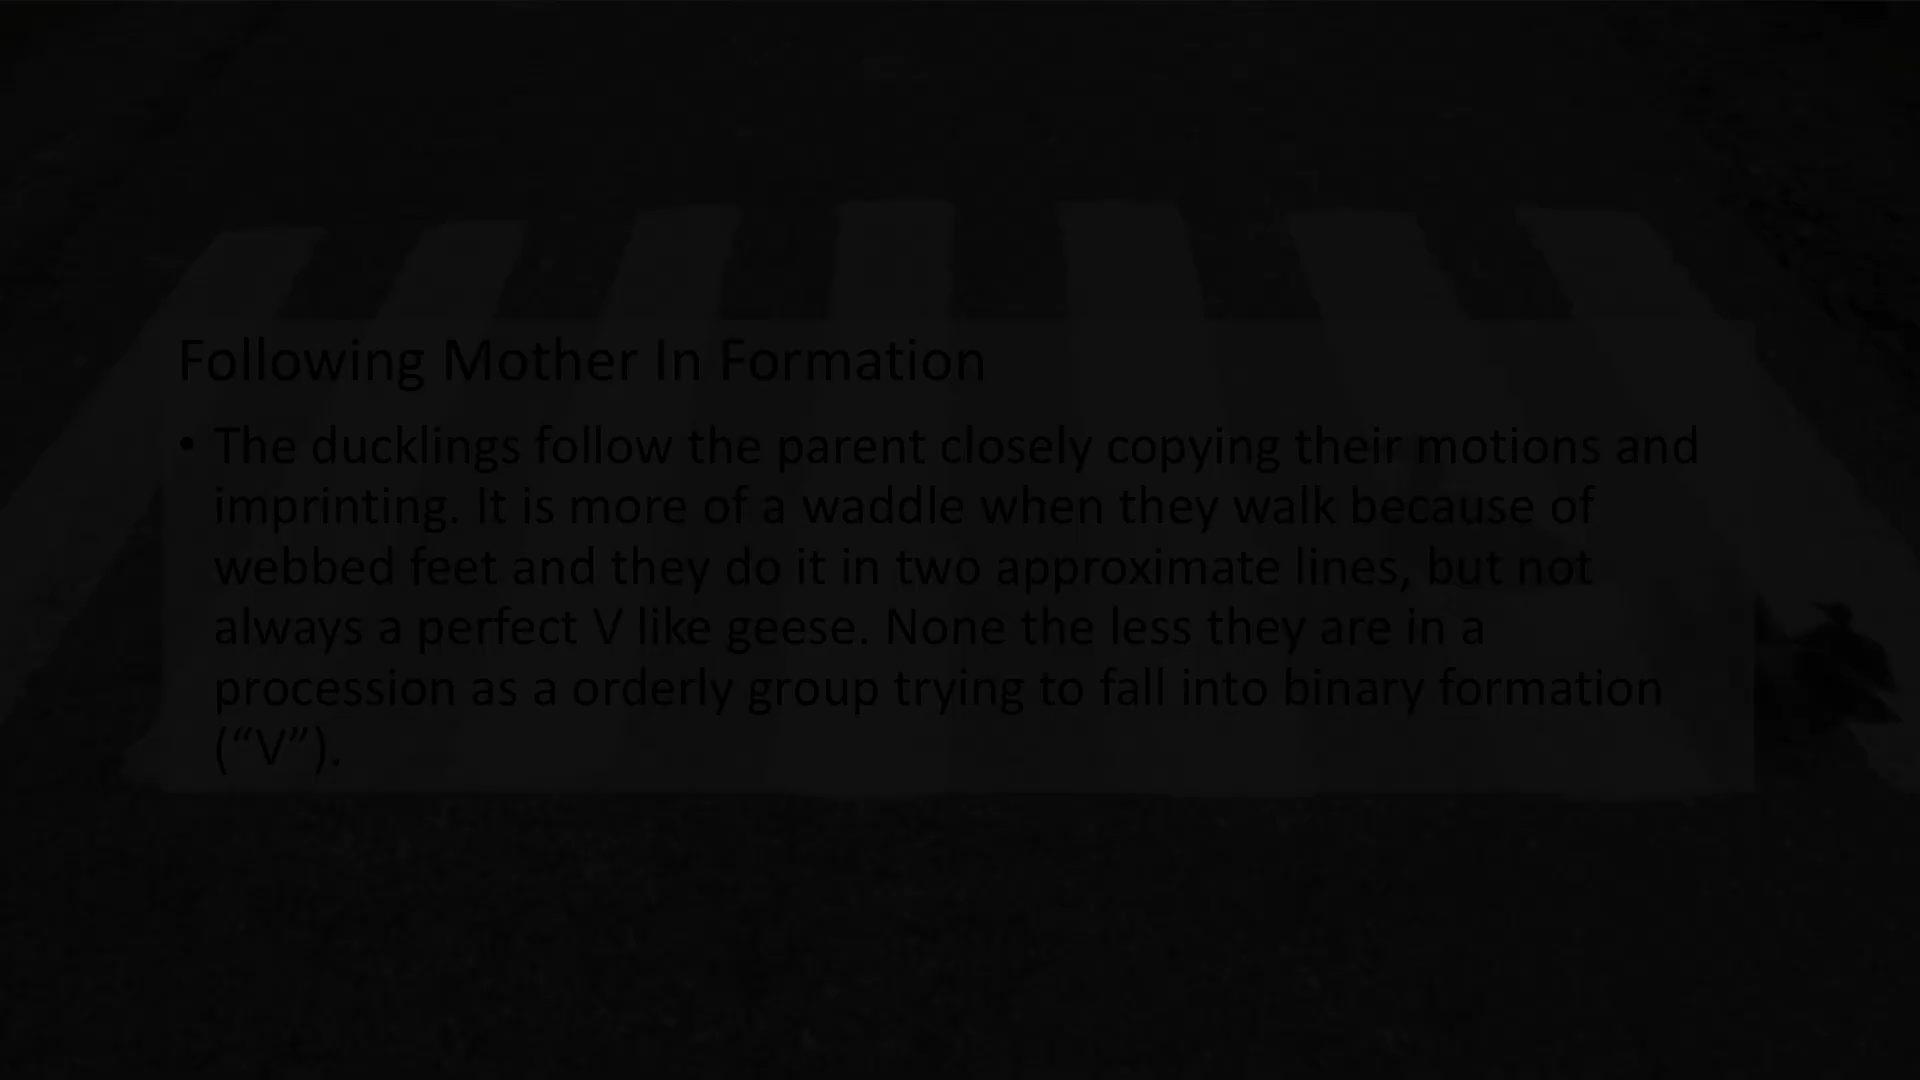 Following Mother In Formation
• The ducklings follow the parent closely copying their motions and
imprinting. It is more of a waddle when they walk because of
webbed feet and they do it in two approximate lines, but not
always a perfect V like geese. None the less they are in a
procession as a orderly group trying to fall into binary formation
(“V”).